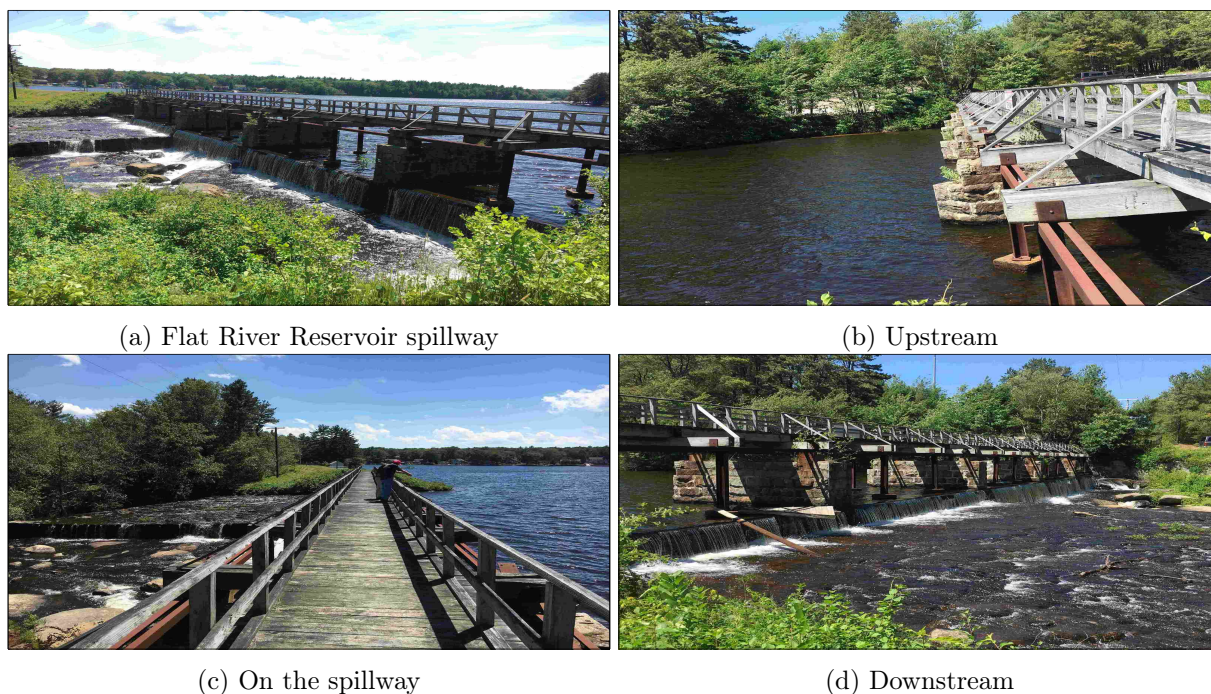 (a) Flat River Reservoir spillway
(b) Upstream
(c) On the spillway
(d) Downstream